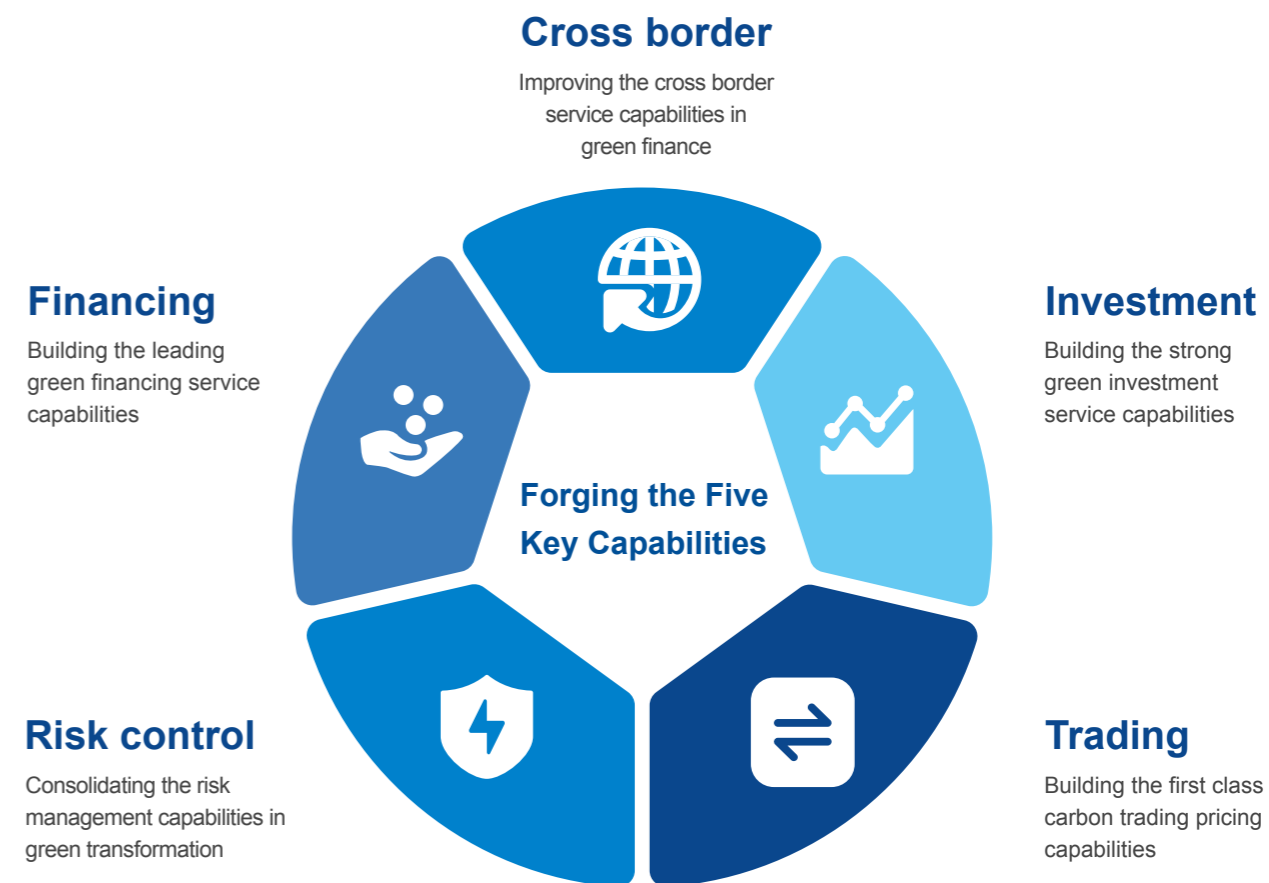 Cross border
Improving the cross border
service capabilities in
green finance
Financing
Building the leading
green financing service
capabilities
Investment
Building the strong
green investment
service capabilities
Forging the Five
Key Capabilities
Risk control
Consolidating the risk
management capabilities in
green transformation
Trading
Building the first class
carbon trading pricing
capabilities